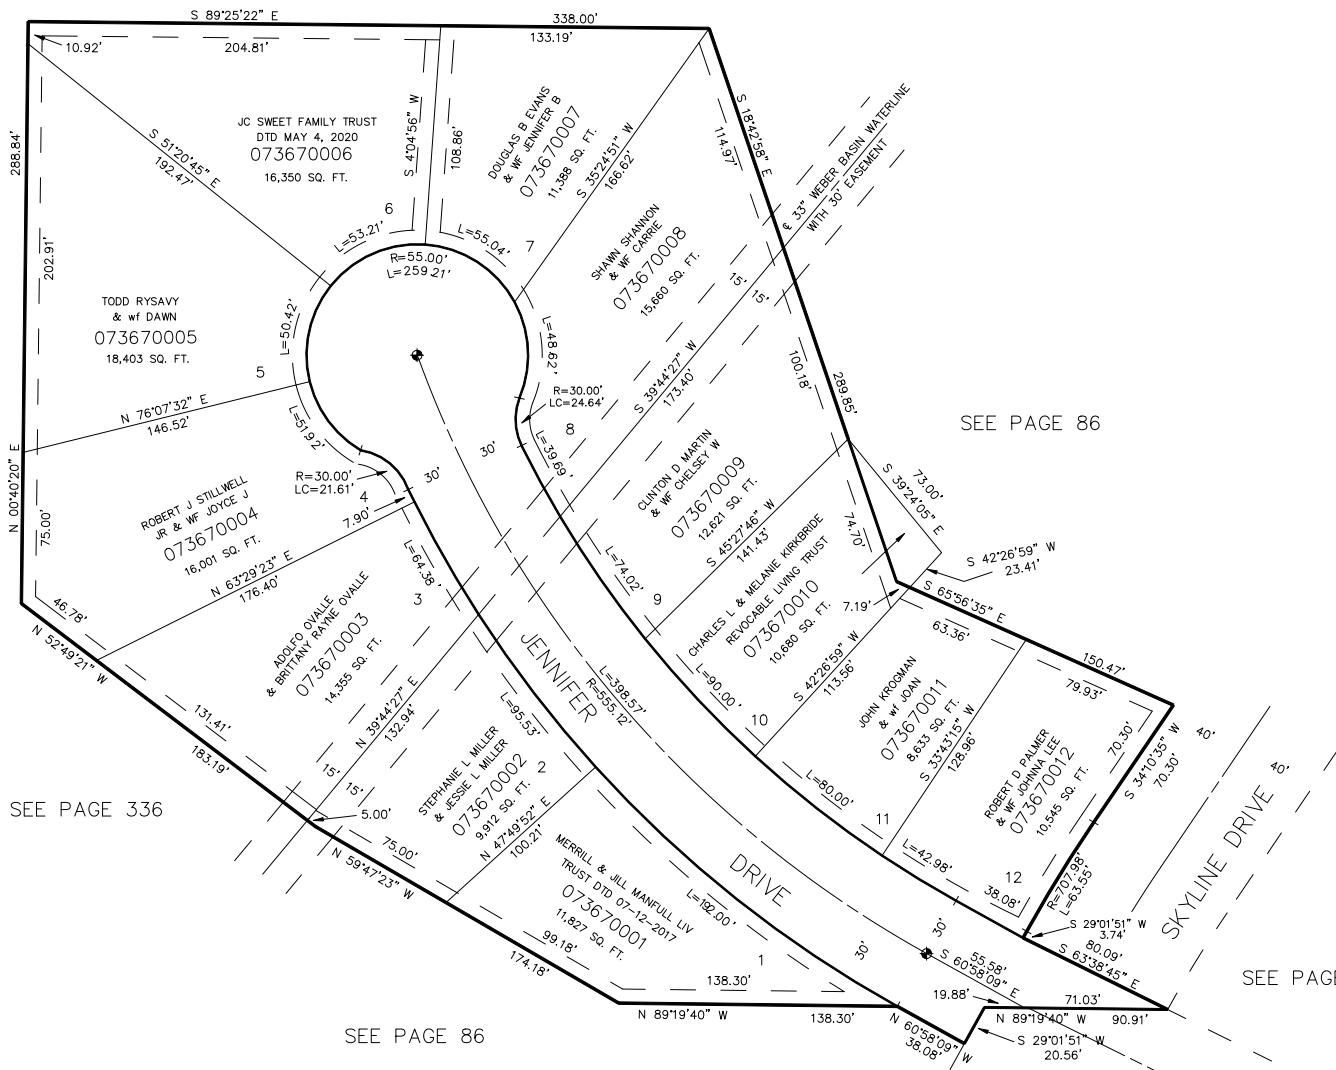 S 89°25'22" E
338.00'
10.92'
204.81'
133.19'
288.84'
202.91'
S 51°20'45" E
192.47'
JC SWEET FAMILY TRUST
DTD MAY 4, 2020
073670006
16,350 SQ. FT.
6
S 4°04'56" W
108.86'
DOUGLAS B EVANS
& WF JENNIFER B
073670007
11,388 SQ. FT.
S 35°24'51" W
166.62'
7
S 18°42'58" E
114.97'
℄ 33" WEBER BASIN WATERLINE
WITH 30' EASEMENT
L=53.21'
L=55.04'
R=55.00'
L=259.21'
SHAWN SHANNON
& WF CARRIE
073670008
15,660 SQ. FT.
15'
15'
TODD RYSAVY
& wf DAWN
073670005
18,403 SQ. FT.
5
L=50.42'
L=48.62'
S 39°44'27" W
173.40'
100.18'
289.85'
SEE PAGE 86
N 76°07'32" E
146.52'
L=51.92'
R=30.00'
LC=24.64'
8
L=39.69'
30'
30'
R=30.00'
LC=21.61'
4
7.90'
N 00°40'20" E
75.00'
ROBERT J STILLWELL
JR & WF JOYCE J
073670004
16,001 SQ. FT.
N 63°29'23" E
176.40'
CLINTON D MARTIN
& WF CHELSEY W
073670009
12,621 SQ. FT.
S 45°27'46" W
141.43'
73.00'
S 39°24'05" E
74.70'
S 42°26'59" W
23.41'
L=64.38'
3
L=74.02'
9
46.78'
N 52°49'21" W
ADOLFO OVALLE
& BRITTANY RAYNE OVALLE
073670003
14,355 SQ. FT.
CHARLES L & MELANIE KIRKBRIDE
REVOCABLE LIVING TRUST
073670010
10,680 SQ. FT.
7.19'
S 42°26'59" W
113.56'
S 65°56'35" E
63.36'
150.47'
79.93'
JENNIFER
L=398.57'
R=555.12'
L=90.00'
10
131.41'
183.19'
N 39°44'27" E
132.94'
15'
15'
L=95.53'
JOHN KROGMAN
& wf JOAN
073670011
8,633 SQ. FT.
S 33°43'15" W
128.96'
70.30'
S 34°10'35" W
70.30'
40'
40'
SEE PAGE 336
5.00'
STEPHANIE L MILLER
& JESSIE L MILLER
073670002
9,912 SQ. FT.
2
N 47°49'52" E
100.21'
75.00'
N 59°47'23" W
L=80.00'
11
ROBERT D PALMER
& WF JOHNNA LEE
073670012
10,545 SQ. FT.
SKYLINE DRIVE
MERRILL & JILL MANFULL LIV
TRUST DTD 07-12-2017
073670001
11,827 SQ. FT.
L=192.00'
DRIVE
L=42.98'
38.08'
12
R=707.98'
L=63.55'
S 29°01'51" W
3.74'
80.09'
S 63°38'45" E
99.18'
174.18'
1
30'
30'
55.58'
S 60°58'09" E
SEE PAGE
138.30'
19.88'
71.03'
N 89°19'40" W
138.30'
N 89°19'40" W
90.91'
SEE PAGE 86
N 60°58'09" W
38.08'
S 29°01'51" W
20.56'